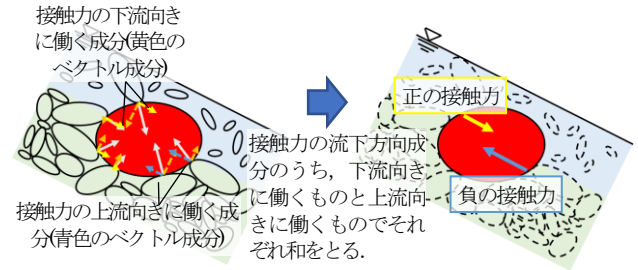 接触力の下流向き
に働く成分(黄色の
ベクトル成分)
接触力の上流向きに働く成
分(青色のベクトル成分)
接触力の流下方向成
分のうち，下流向き
に働くものと上流向
きに働くものでそれ
ぞれ和をとる.
正の接触力
負の接触力